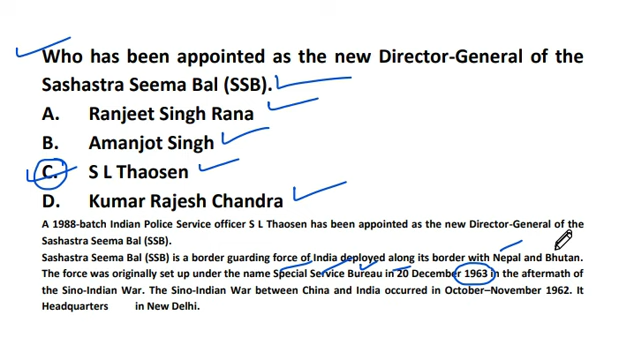 Who has been appointed as the new Director-General of the
Sashastra Seema Bal (SSB).
A. Ranjeet Singh Rana
B. Amanjot Singh
C. S L Thaosen
D. Kumar Rajesh Chandra
A 1988-batch Indian Police Service officer S L Thaosen has been appointed as the new Director-General of the
Sashastra Seema Bal (SSB).
Sashastra Seema Bal (SSB) is a border guarding force of India deployed along its border with Nepal and Bhutan.
The force was originally set up under the name Special Service Bureau in 20 December 1963 in the aftermath of
the Sino-Indian War. The Sino-Indian War between China and India occurred in October–November 1962. It
Headquarters in New Delhi.